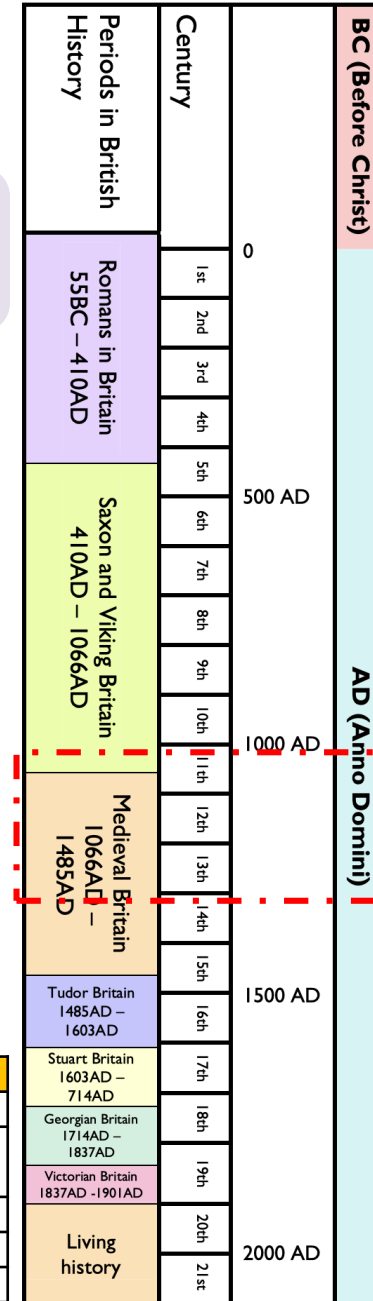 BC (Before Christ)
AD (Anno Domini)
0
500 AD
1000 AD
1500 AD
2000 AD
Century
1st
2nd
3rd
4th
5th
6th
7th
8th
9th
10th
11th
12th
13th
14th
15th
16th
17th
18th
19th
20th
21st
Periods in British
History
Romans in Britain
55BC – 410AD
Saxon and Viking Britain
410AD – 1066AD
Medieval Britain
1066AD –
1485AD
Tudor Britain
1485AD –
1603AD
Stuart Britain
1603AD –
714AD
Georgian Britain
1714AD –
1837AD
Victorian Britain
1837AD -1901AD
Living
history